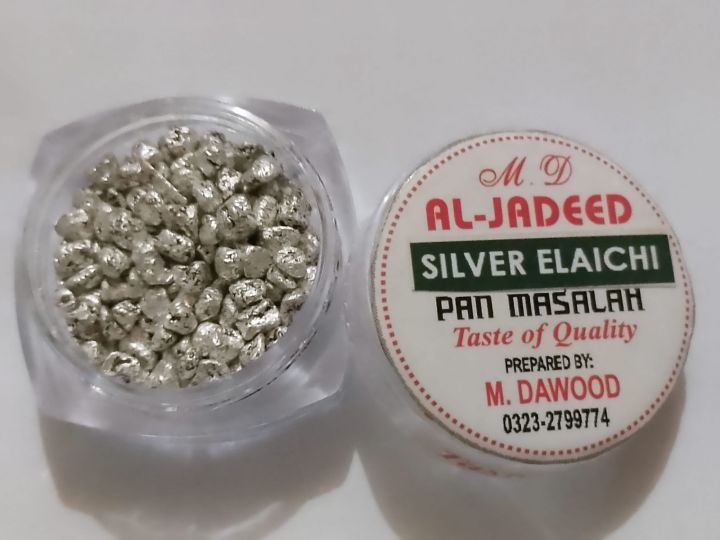 M. D
AL-JADEED
SILVER ELAICHI
PAN MASALAH
Taste of Quality
PREPARED BY:
M. DAWOOD
0323-2799774